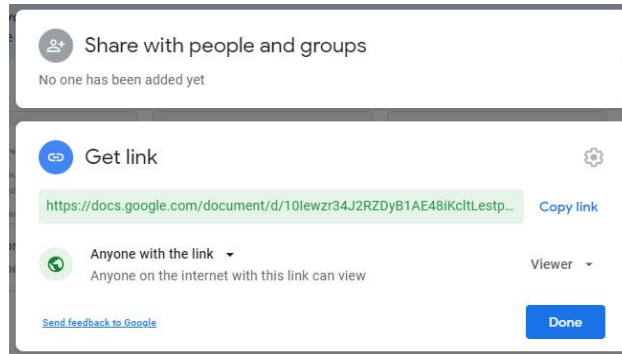 Share with people and groups
No one has been added yet
Get link
https://docs.google.com/document/d/10Iewzr34J2RZDyB1AE48iKcltLestp...
Copy link
Anyone with the link
Anyone on the internet with this link can view
Viewer
Send feedback to Google
Done